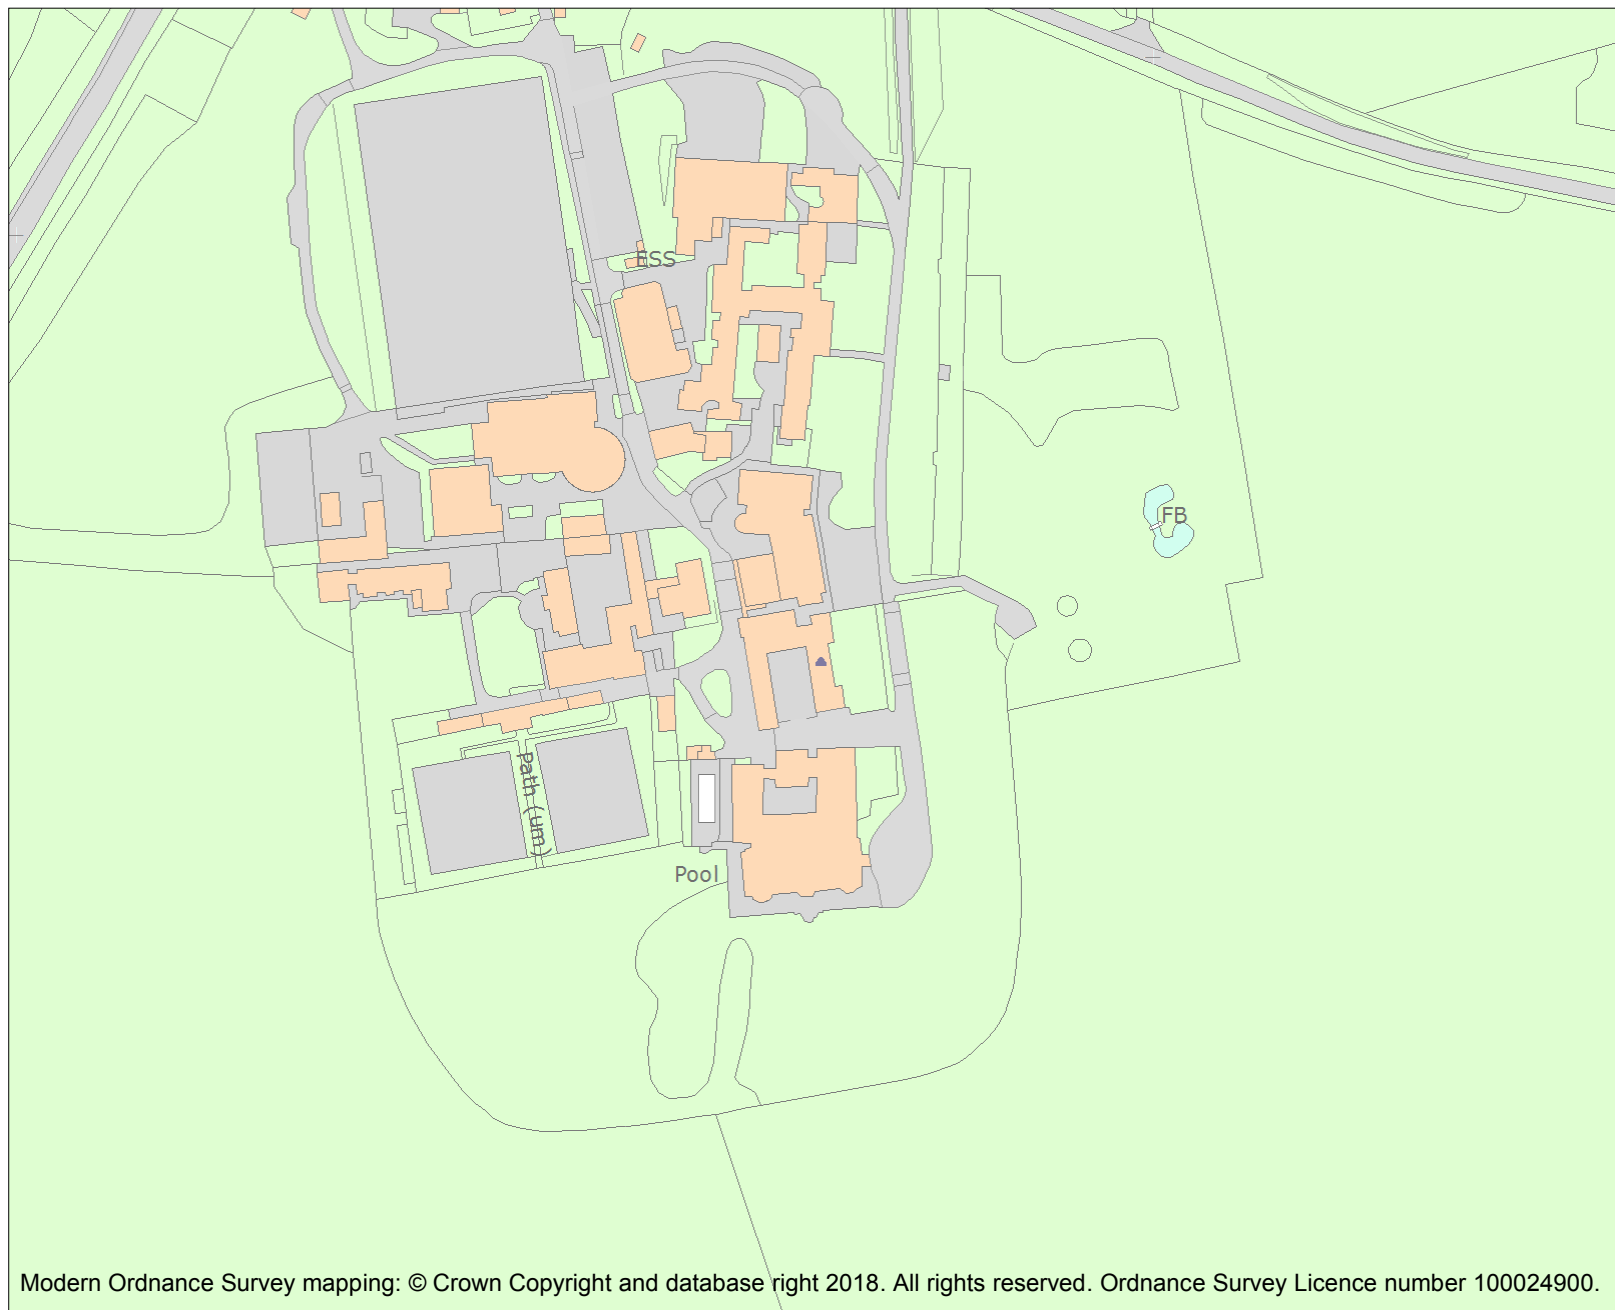 ESS
FB
Path (um)
Pool
Modern Ordnance Survey mapping: © Crown Copyright and database right 2018. All rights reserved. Ordnance Survey Licence number 100024900.